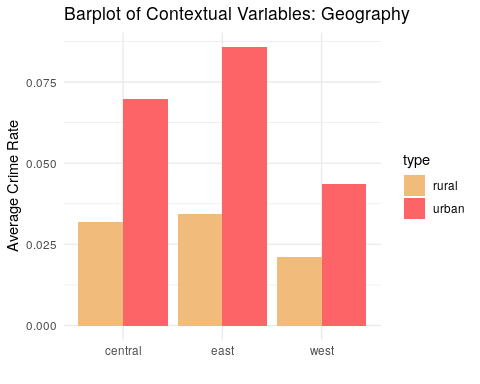 Barplot of Contextual Variables: Geography
Average Crime Rate
0.075
0.050
0.025
0.000
central east west
type
rural
urban